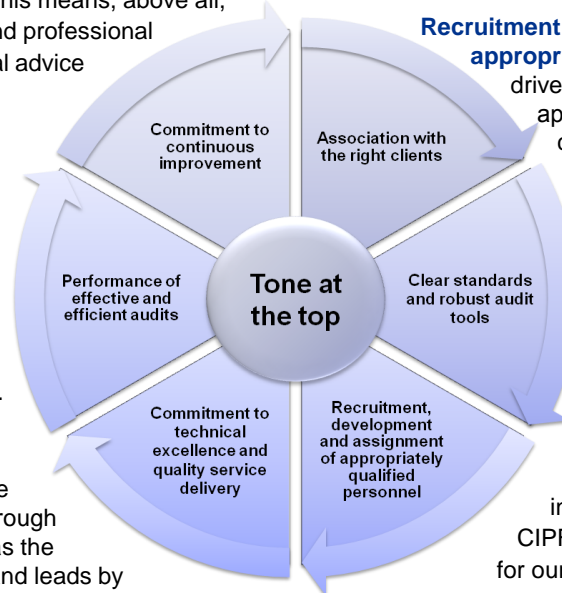 his means, above all,
nd professional
al advice
Recruitment
appropr
drive
ap
Commitment to
continuous
improvement
Association with
the right clients
Clear standards
and robust audit
tools
Recruitment,
development
and assignment
of appropriately
qualified
personnel
Commitment to
technical
excellence and
quality service
delivery
Performance of
effective and
efficient audits
Tone at
the top
rough
as the
nd leads by
in
CIPF
for our